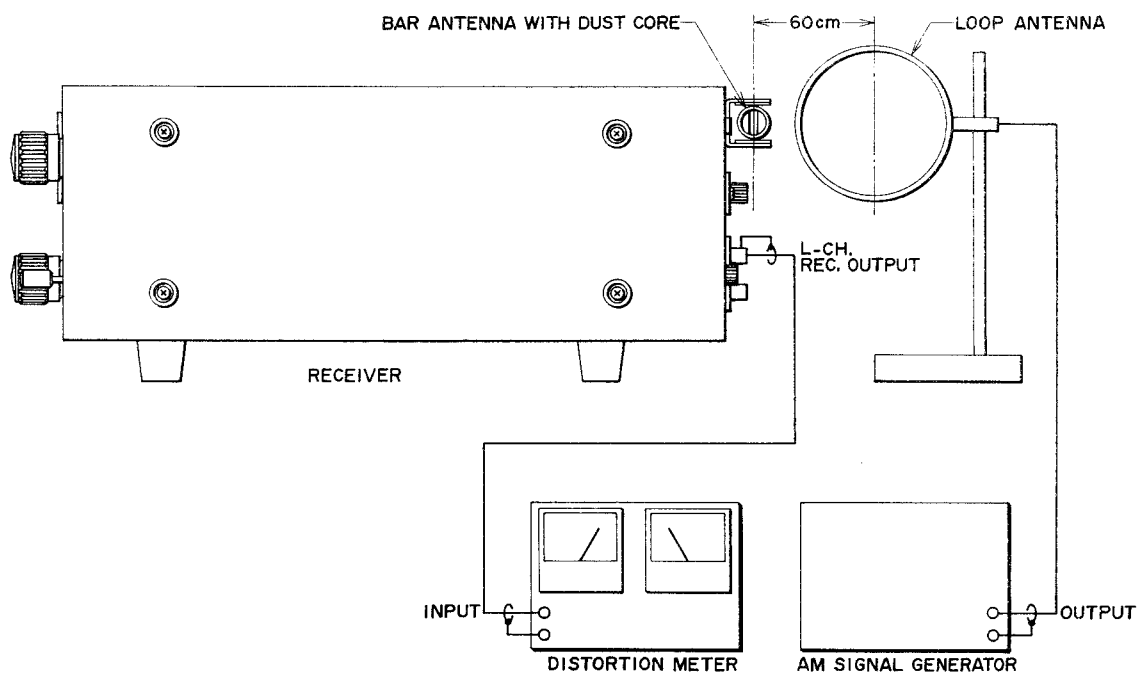 BAR ANTENNA WITH DUST CORE
60cm
LOOP ANTENNA
L-CH.
REC. OUTPUT
RECEIVER
INPUT
OUTPUT
DISTORTION METER
AM SIGNAL GENERATOR